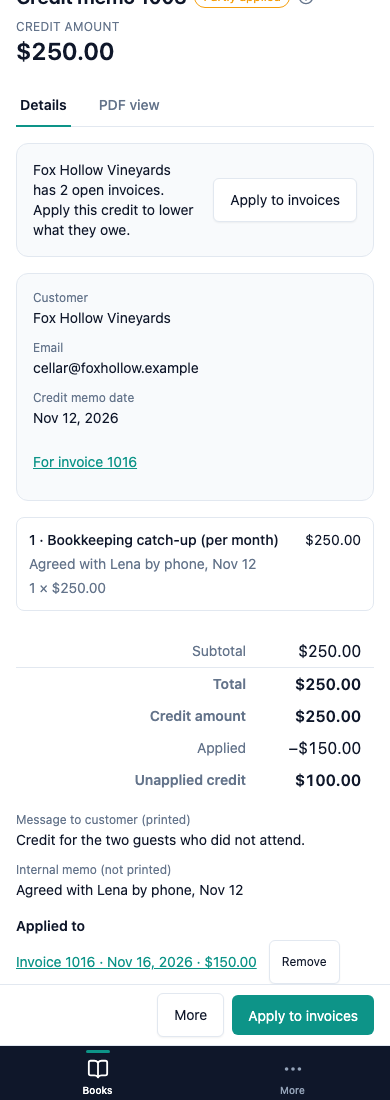 CREDIT AMOUNT
$250.00
Details PDF view
Fox Hollow Vineyards
has 2 open invoices.
Apply this credit to lower
what they owe.
Apply to invoices
Customer
Fox Hollow Vineyards
Email
cellar@foxhollow.example
Credit memo date
Nov 12, 2026
For invoice 1016
1 · Bookkeeping catch-up (per month) $250.00
Agreed with Lena by phone, Nov 12
1 × $250.00
Subtotal $250.00
Total $250.00
Credit amount $250.00
Applied –$150.00
Unapplied credit $100.00
Message to customer (printed)
Credit for the two guests who did not attend.
Internal memo (not printed)
Agreed with Lena by phone, Nov 12
Applied to
Invoice 1016 · Nov 16, 2026 · $150.00 Remove
More Apply to invoices
Books More